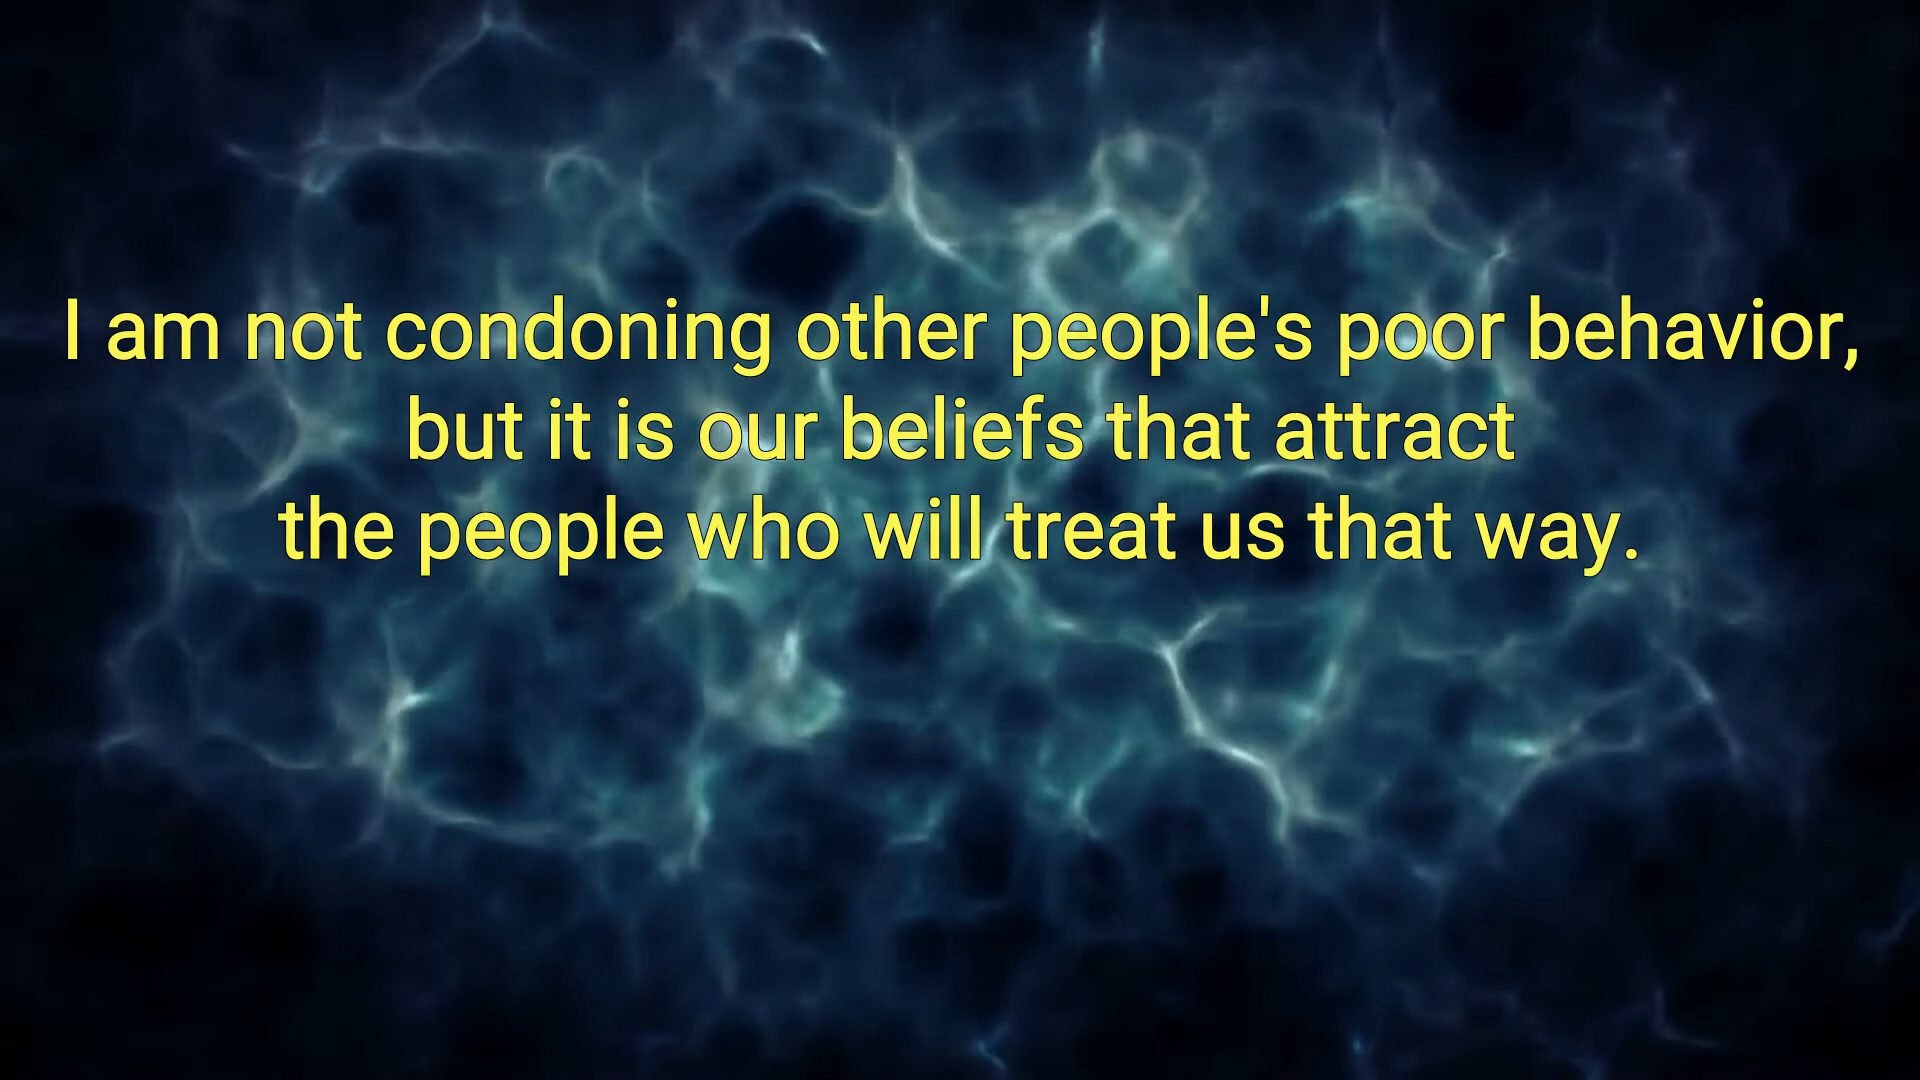 I am not condoning other people's poor behavior,
but it is our beliefs that attract
the people who will treat us that way.